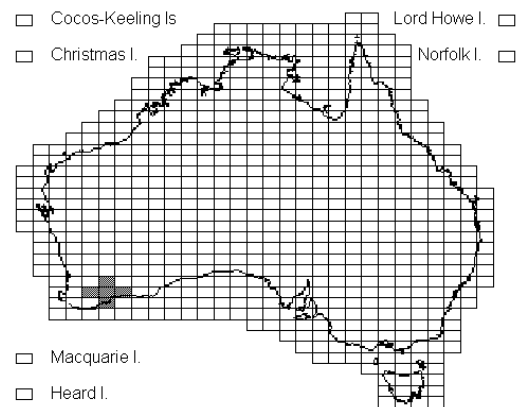 Cocos-Keeling Is
Lord Howe I.
Christmas I.
Norfolk I.
Macquarie I.
Heard I.